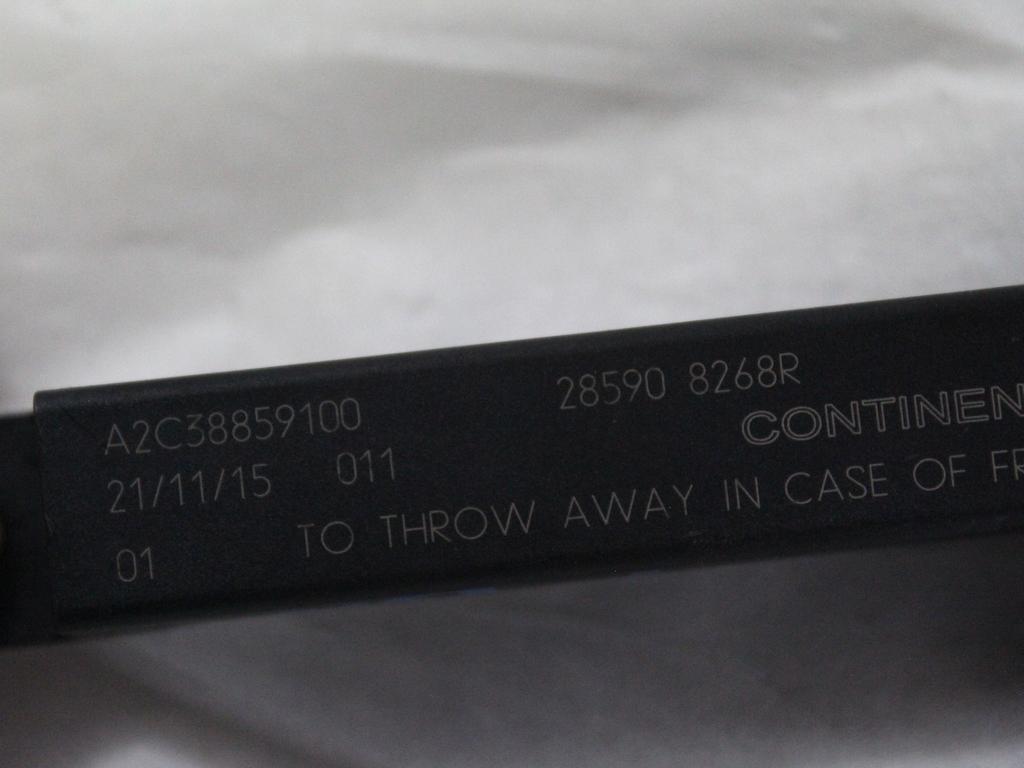 A2C38859100 28590 8268R
CONTINEN
21/11/15 011
TO THROW AWAY IN CASE OF FR
01